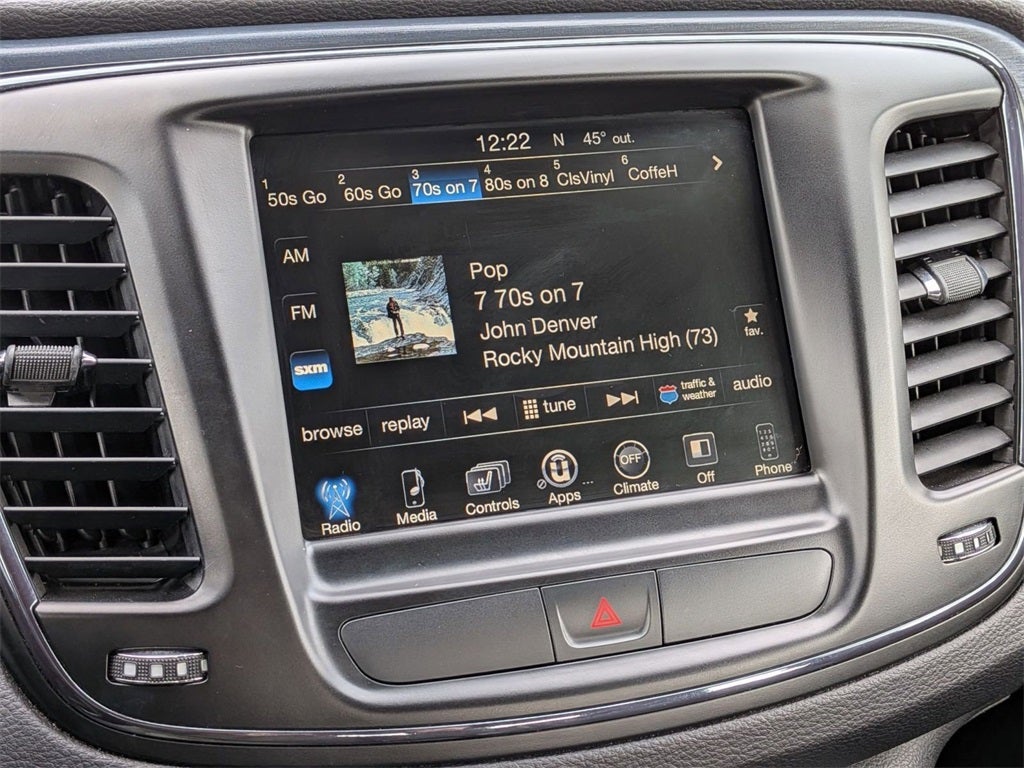 12:22 N 45° out.
1 50s Go 2 60s Go 3 70s on 7 4 80s on 8 5 ClsVinyl 6 CoffeH >
AM
FM
sxm
Pop
7 70s on 7
John Denver
Rocky Mountain High (73)
fav.
browse replay tune traffic & weather audio
Radio Media Controls Apps OFF Climate Off Phone